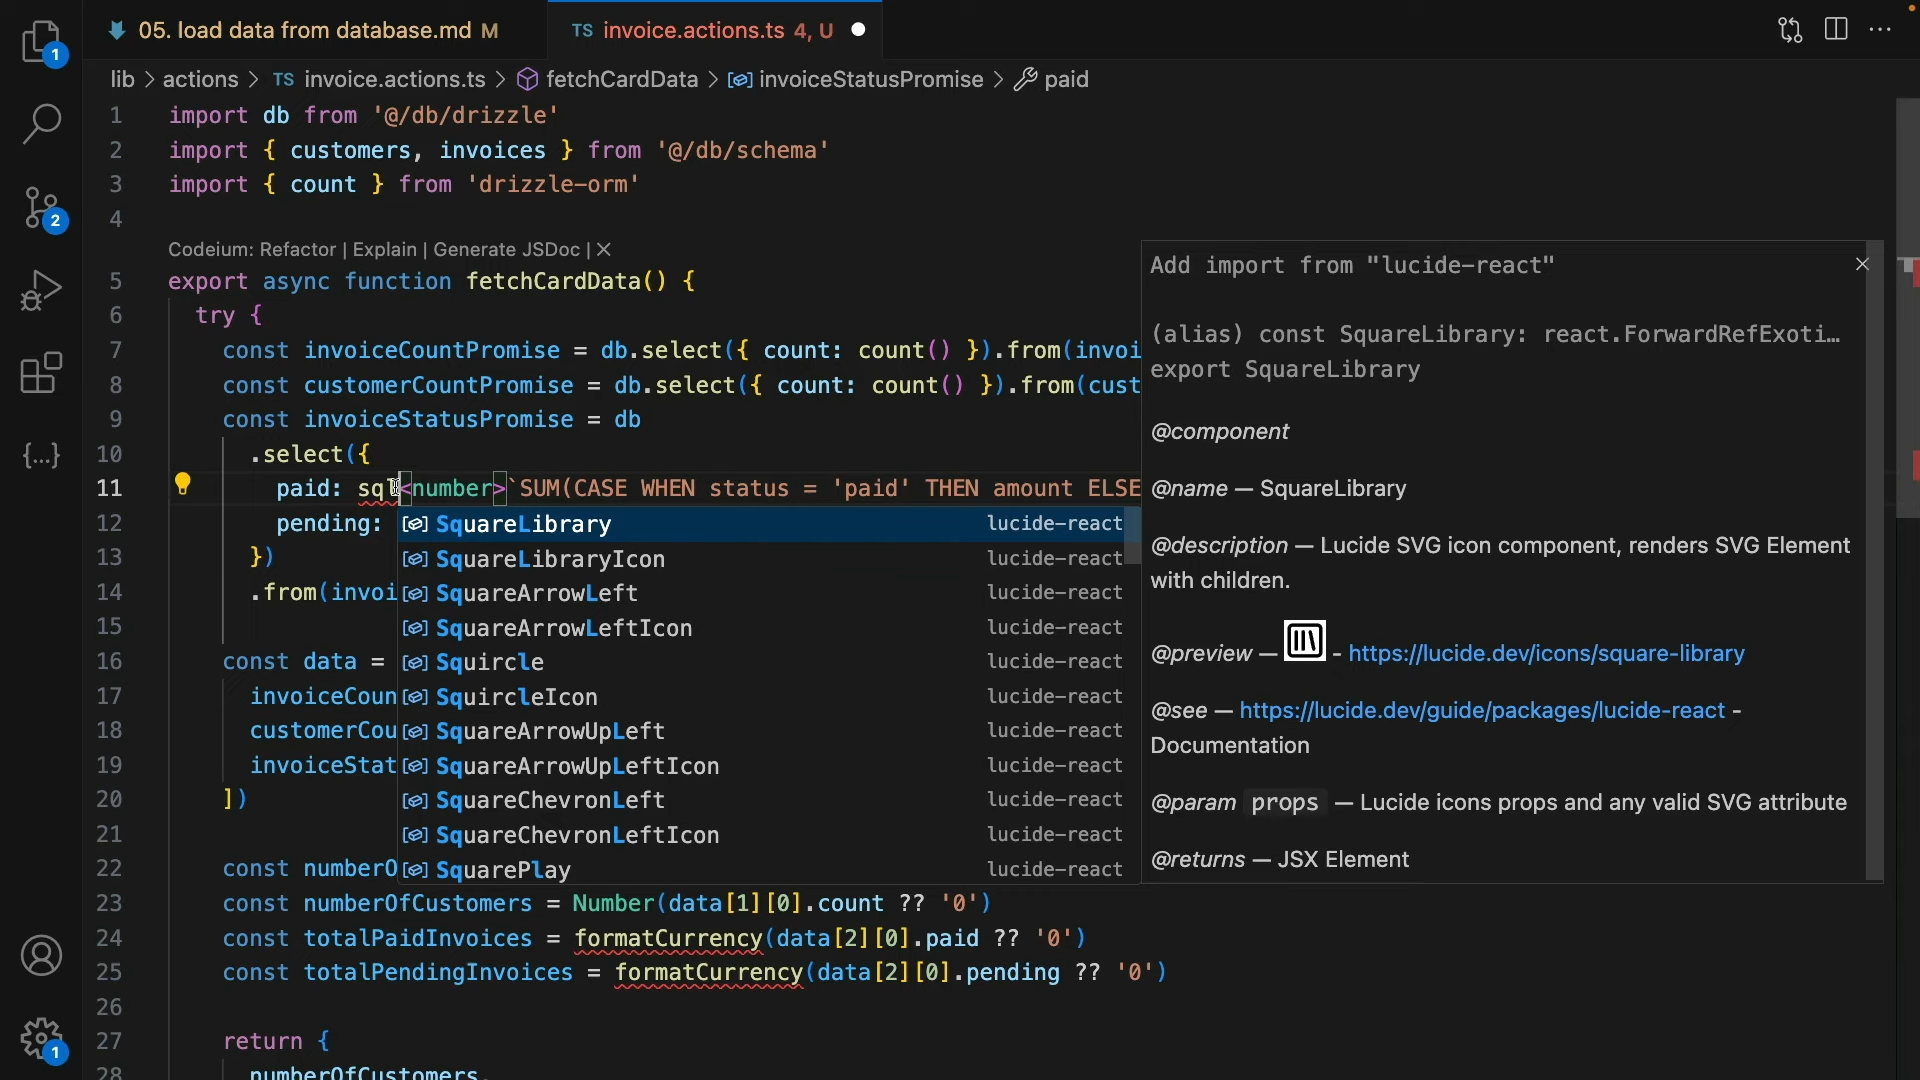 05. load data from database.md M
TS invoice.actions.ts 4, U
lib > actions > TS invoice.actions.ts > fetchCardData > invoiceStatusPromise > paid
1 import db from '@/db/drizzle'
2 import { customers, invoices } from '@/db/schema'
3 import { count } from 'drizzle-orm'
4
Codeium: Refactor | Explain | Generate JSDoc | ✕
5 export async function fetchCardData() {
6 try {
7 const invoiceCountPromise = db.select({ count: count() }).from(invoi
8 const customerCountPromise = db.select({ count: count() }).from(cust
9 const invoiceStatusPromise = db
10 .select({
11 paid: sql<number>`SUM(CASE WHEN status = 'paid' THEN amount ELSE
12 pending:
13 })
14 .from(invoi
15
16 const data =
17 invoiceCoun
18 customerCou
19 invoiceStat
20 ])
21
22 const numberO
23 const numberOfCustomers = Number(data[1][0].count ?? '0')
24 const totalPaidInvoices = formatCurrency(data[2][0].paid ?? '0')
25 const totalPendingInvoices = formatCurrency(data[2][0].pending ?? '0')
26
27 return {
28 numberOfCustomers,
SquareLibrary lucide-react
SquareLibraryIcon lucide-react
SquareArrowLeft lucide-react
SquareArrowLeftIcon lucide-react
Squircle lucide-react
SquircleIcon lucide-react
SquareArrowUpLeft lucide-react
SquareArrowUpLeftIcon lucide-react
SquareChevronLeft lucide-react
SquareChevronLeftIcon lucide-react
SquarePlay lucide-react
Add import from "lucide-react"
(alias) const SquareLibrary: react.ForwardRefExoti…
export SquareLibrary
@component
@name — SquareLibrary
@description — Lucide SVG icon component, renders SVG Element
with children.
@preview — - https://lucide.dev/icons/square-library
@see — https://lucide.dev/guide/packages/lucide-react -
Documentation
@param props — Lucide icons props and any valid SVG attribute
@returns — JSX Element
1
2
1